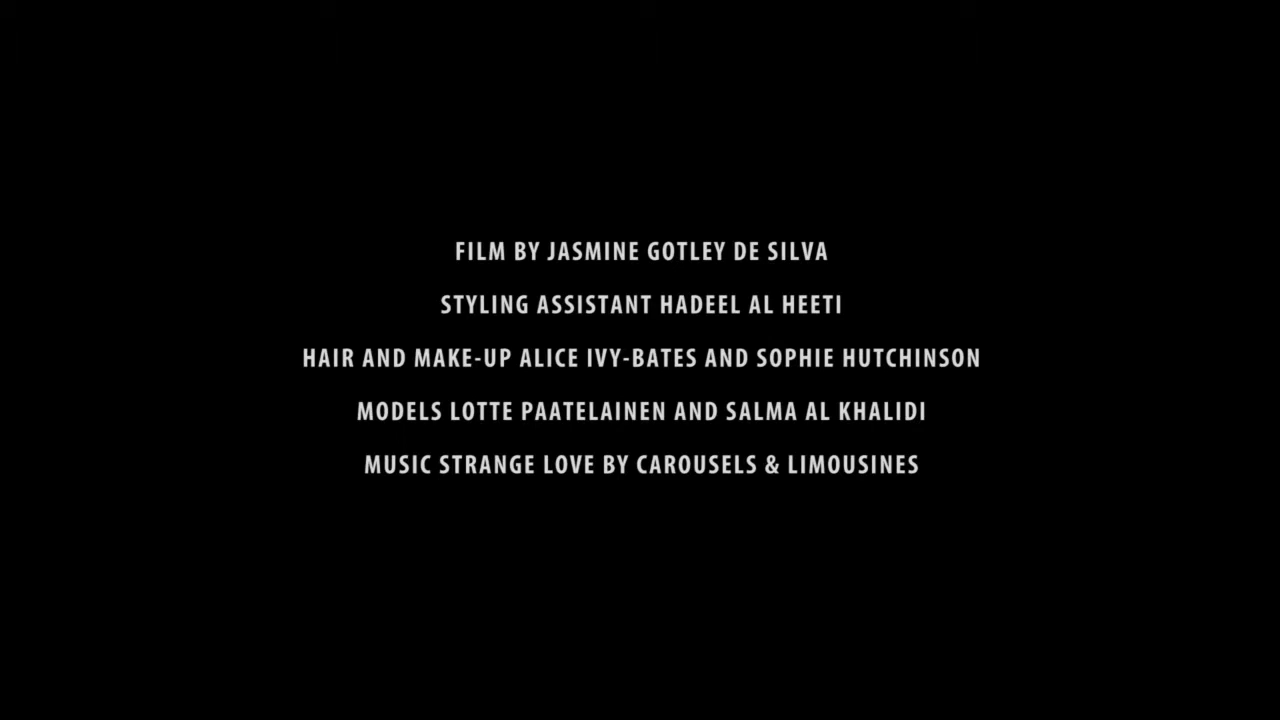 FILM BY JASMINE GOTLEY DE SILVA
STYLING ASSISTANT HADEEL AL HEETI
HAIR AND MAKE-UP ALICE IVY-BATES AND SOPHIE HUTCHINSON
MODELS LOTTE PAATELAINEN AND SALMA AL KHALIDI
MUSIC STRANGE LOVE BY CAROUSELS & LIMOUSINES